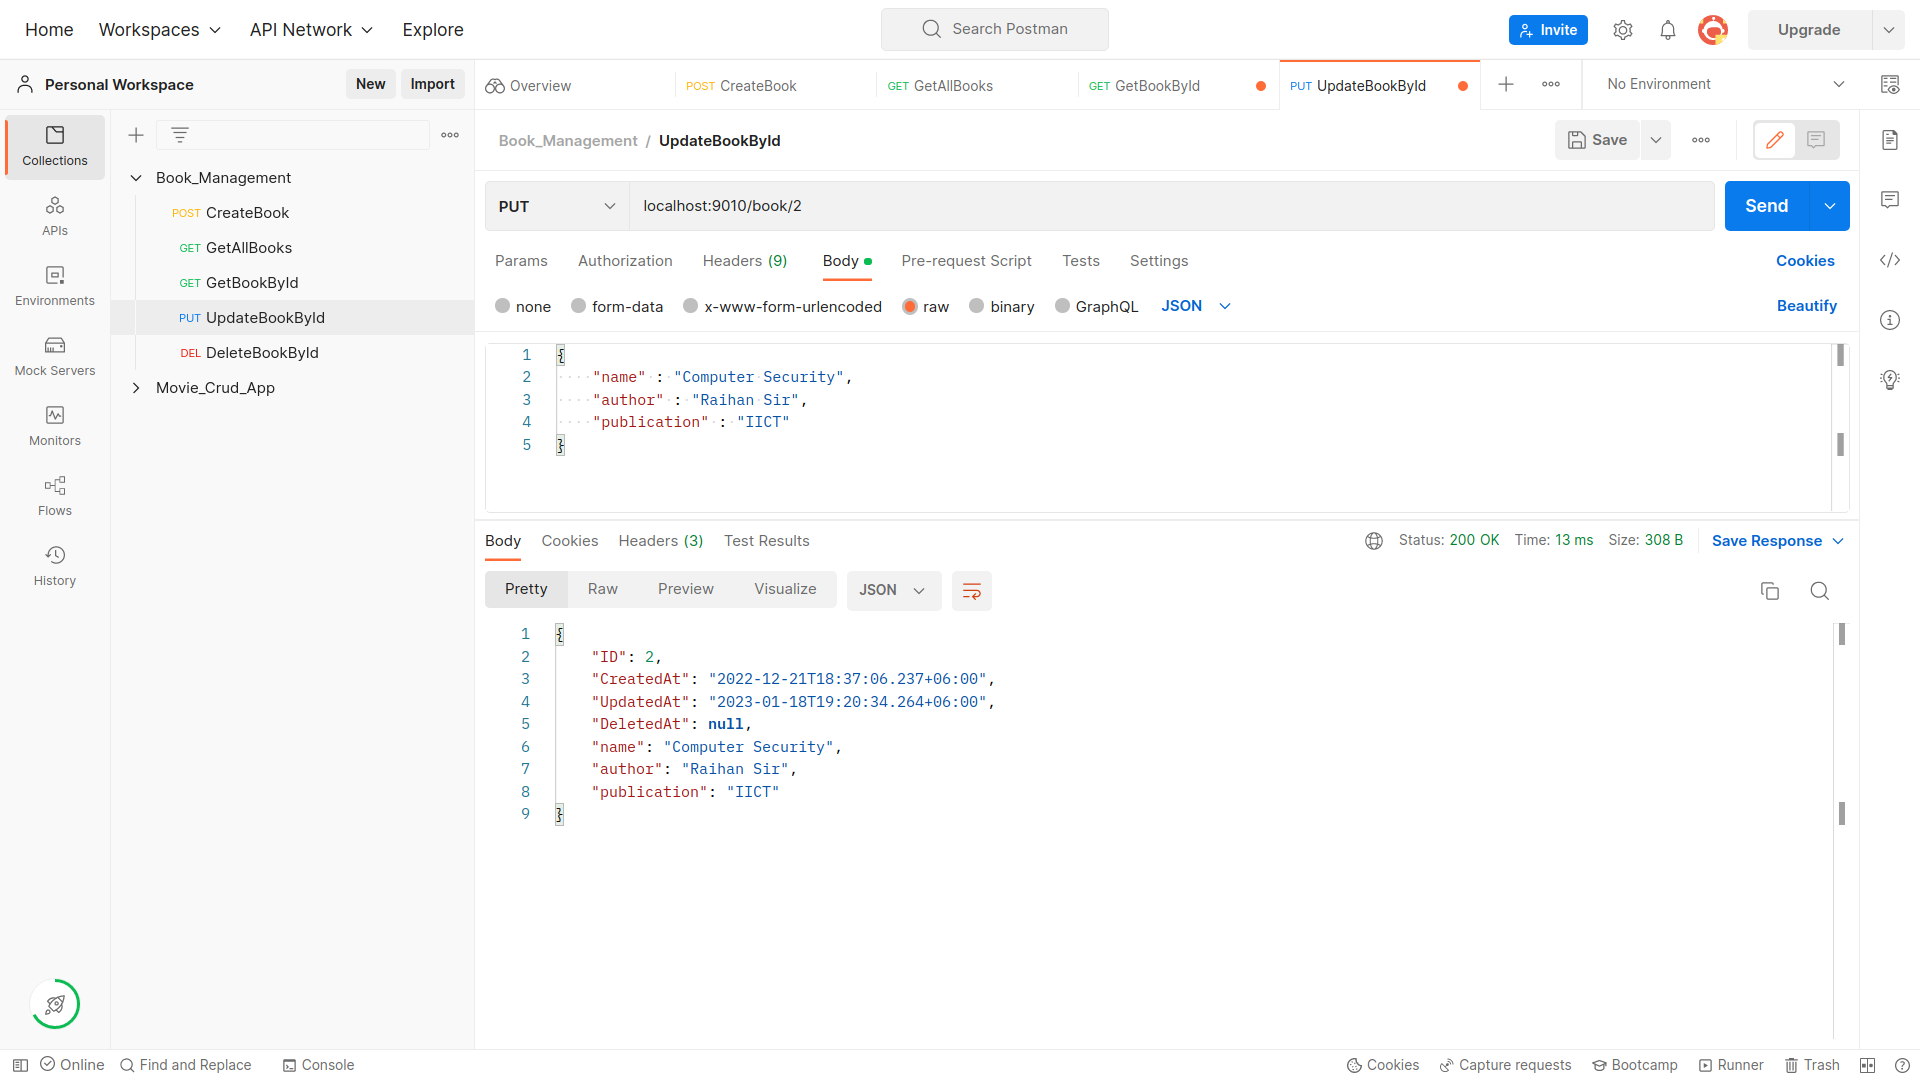 Home Workspaces API Network Explore Search Postman Invite Upgrade
Personal Workspace New Import Overview POST CreateBook GET GetAllBooks GET GetBookById PUT UpdateBookById No Environment
Collections
APIs
Environments
Mock Servers
Monitors
Flows
History
Book_Management
POST CreateBook
GET GetAllBooks
GET GetBookById
PUT UpdateBookById
DEL DeleteBookById
Movie_Crud_App
Book_Management / UpdateBookById Save
PUT localhost:9010/book/2 Send
Params Authorization Headers (9) Body Pre-request Script Tests Settings Cookies
none form-data x-www-form-urlencoded raw binary GraphQL JSON Beautify
1 {
2 "name" : "Computer Security",
3 "author" : "Raihan Sir",
4 "publication" : "IICT"
5 }
Body Cookies Headers (3) Test Results Status: 200 OK Time: 13 ms Size: 308 B Save Response
Pretty Raw Preview Visualize JSON
1 {
2 "ID": 2,
3 "CreatedAt": "2022-12-21T18:37:06.237+06:00",
4 "UpdatedAt": "2023-01-18T19:20:34.264+06:00",
5 "DeletedAt": null,
6 "name": "Computer Security",
7 "author": "Raihan Sir",
8 "publication": "IICT"
9 }
Online Find and Replace Console Cookies Capture requests Bootcamp Runner Trash